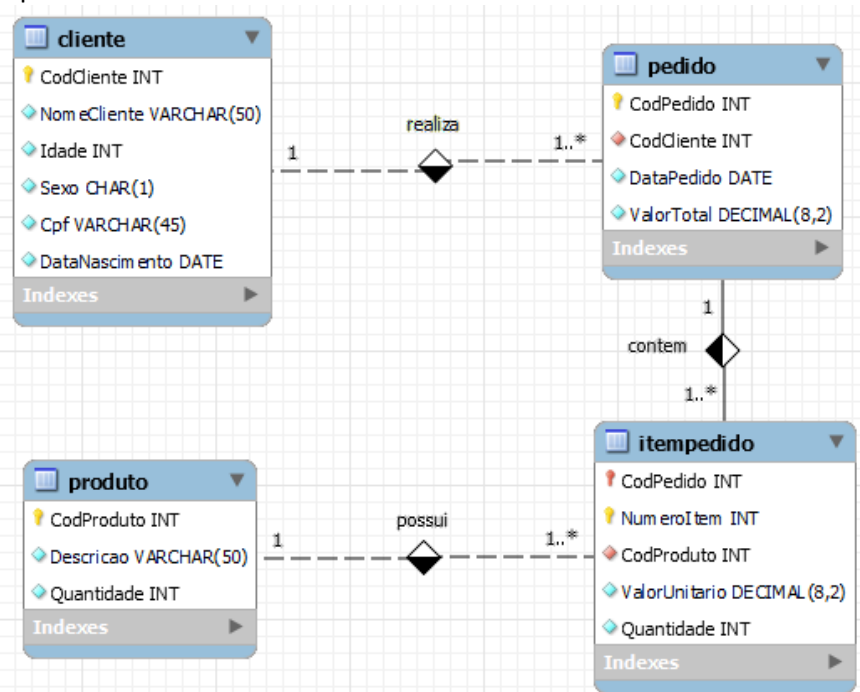 cliente
CodCliente INT
NomeCliente VARCHAR(50)
Idade INT
Sexo CHAR(1)
Cpf VARCHAR(45)
DataNascimento DATE
Indexes
realiza
1
1..*
pedido
CodPedido INT
CodCliente INT
DataPedido DATE
ValorTotal DECIMAL(8,2)
Indexes
1
contem
1..*
produto
CodProduto INT
Descricao VARCHAR(50)
Quantidade INT
Indexes
possui
1
1..*
itempedido
CodPedido INT
NumeroItem INT
CodProduto INT
ValorUnitario DECIMAL(8,2)
Quantidade INT
Indexes